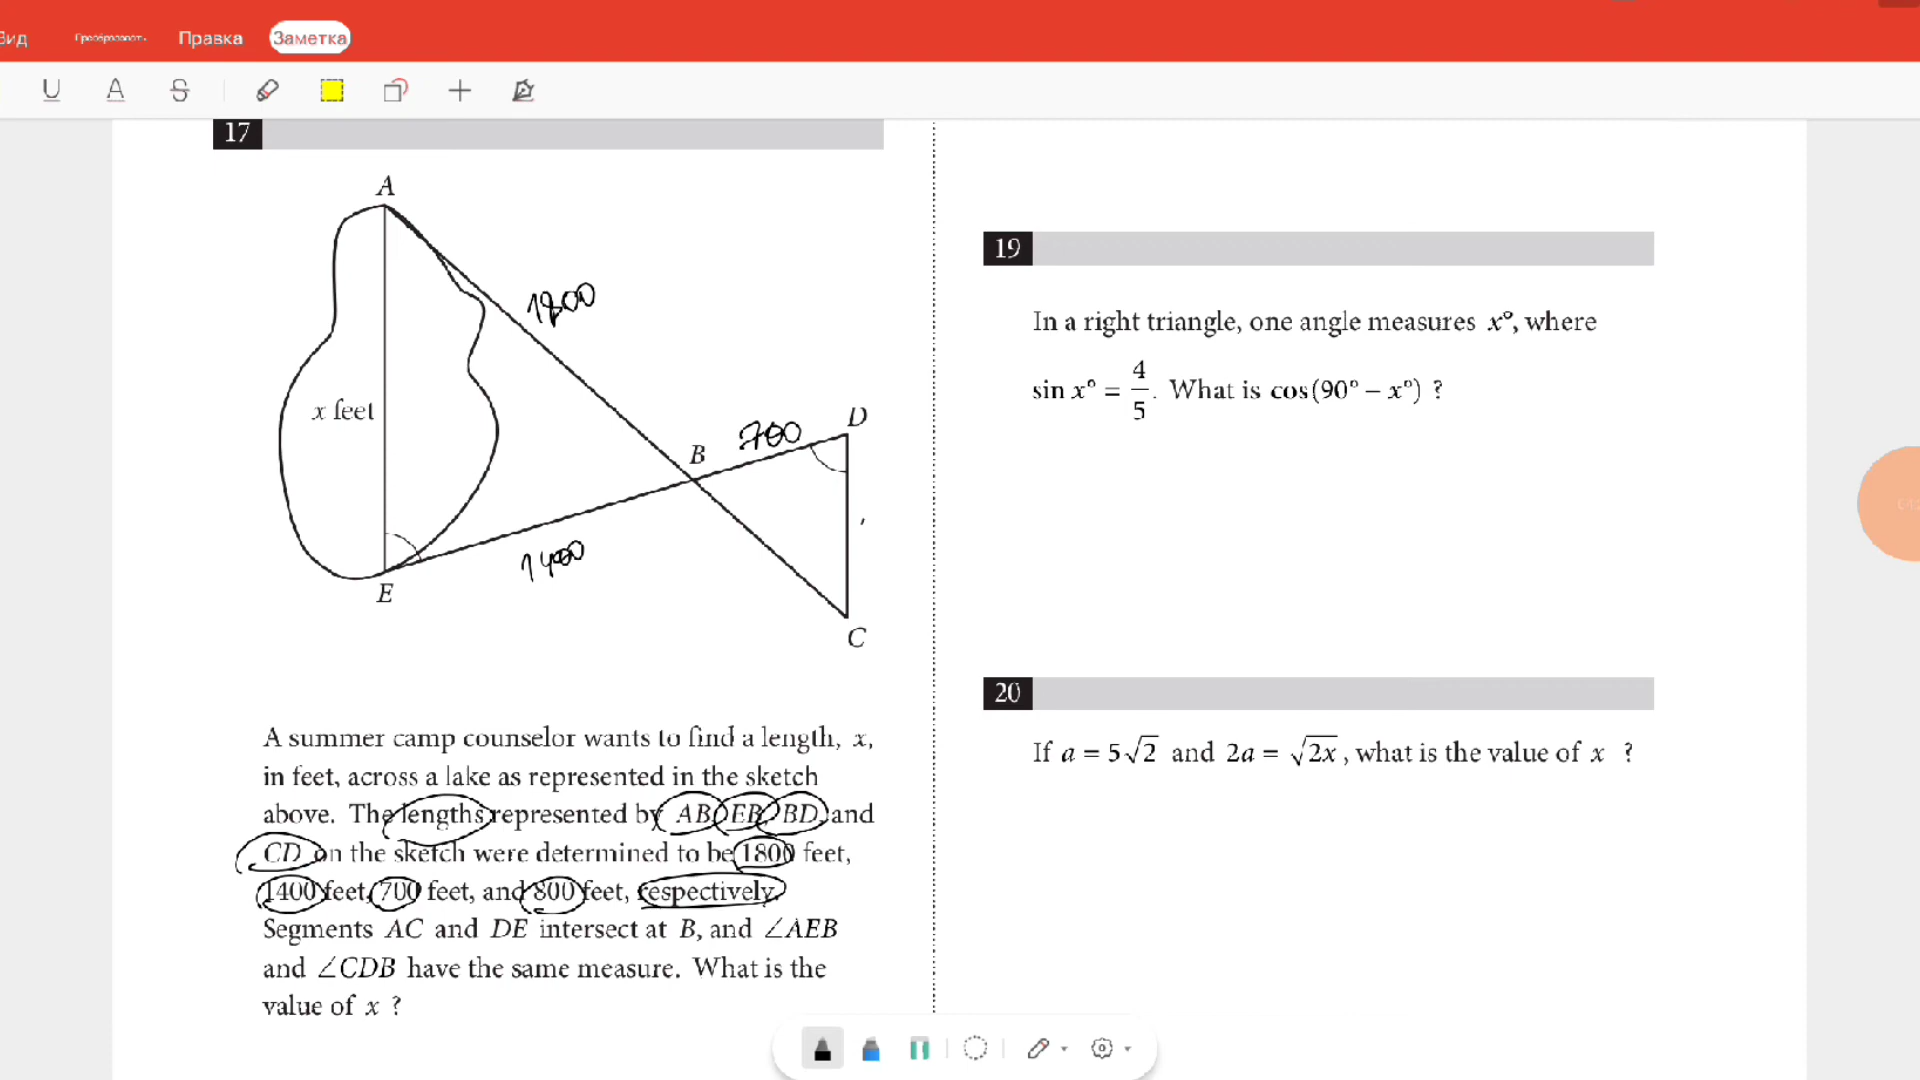 Вид Преобразовать Правка Заметка
17
A
1800
x feet
B
700
D
1400
E
C
A summer camp counselor wants to find a length, x,
in feet, across a lake as represented in the sketch
above. The lengths represented by AB, EB, BD, and
CD on the sketch were determined to be 1800 feet,
1400 feet, 700 feet, and 800 feet, respectively.
Segments AC and DE intersect at B, and ∠AEB
and ∠CDB have the same measure. What is the
value of x ?
19
In a right triangle, one angle measures x°, where
sin x° = 4/5. What is cos(90° − x°) ?
20
If a = 5√2 and 2a = √2x, what is the value of x ?